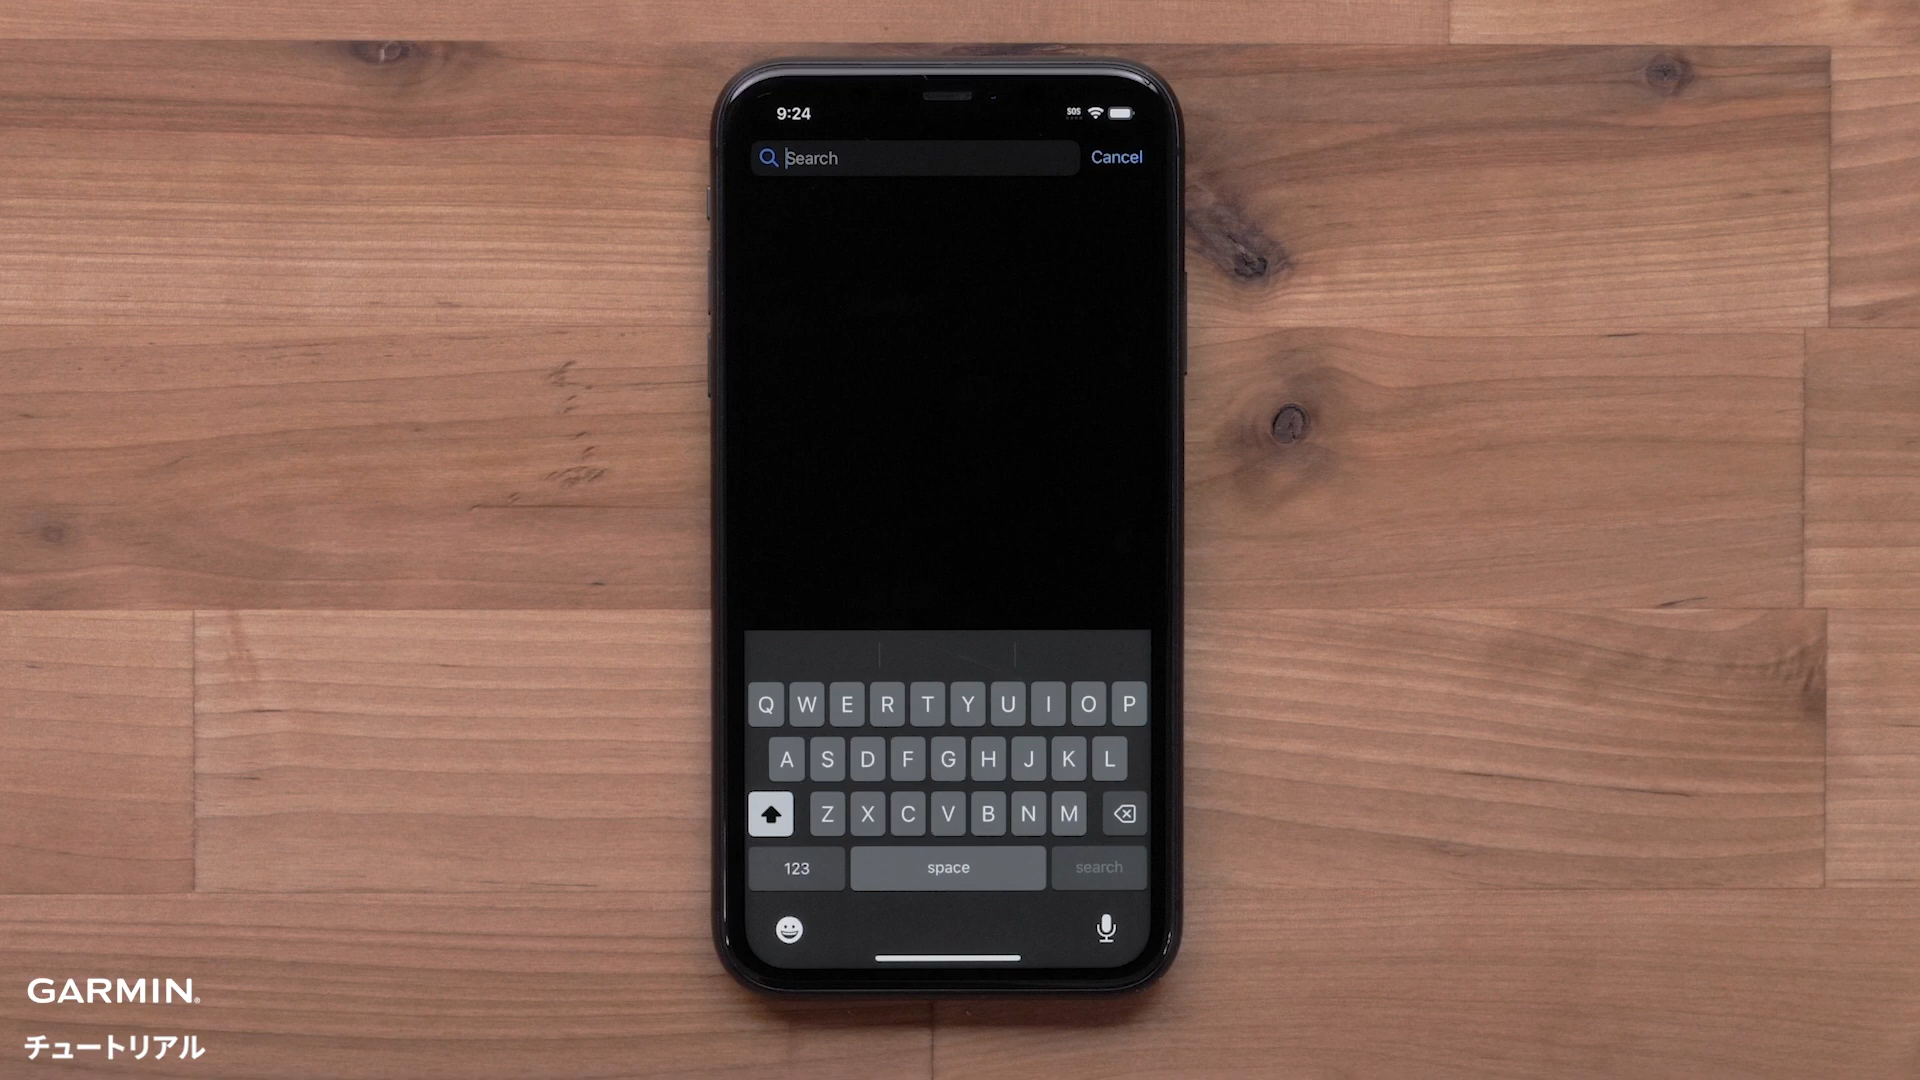 9:24
SOS
Search
Cancel
Q W E R T Y U I O P
A S D F G H J K L
Z X C V B N M
123
space
search
GARMIN
チュートリアル